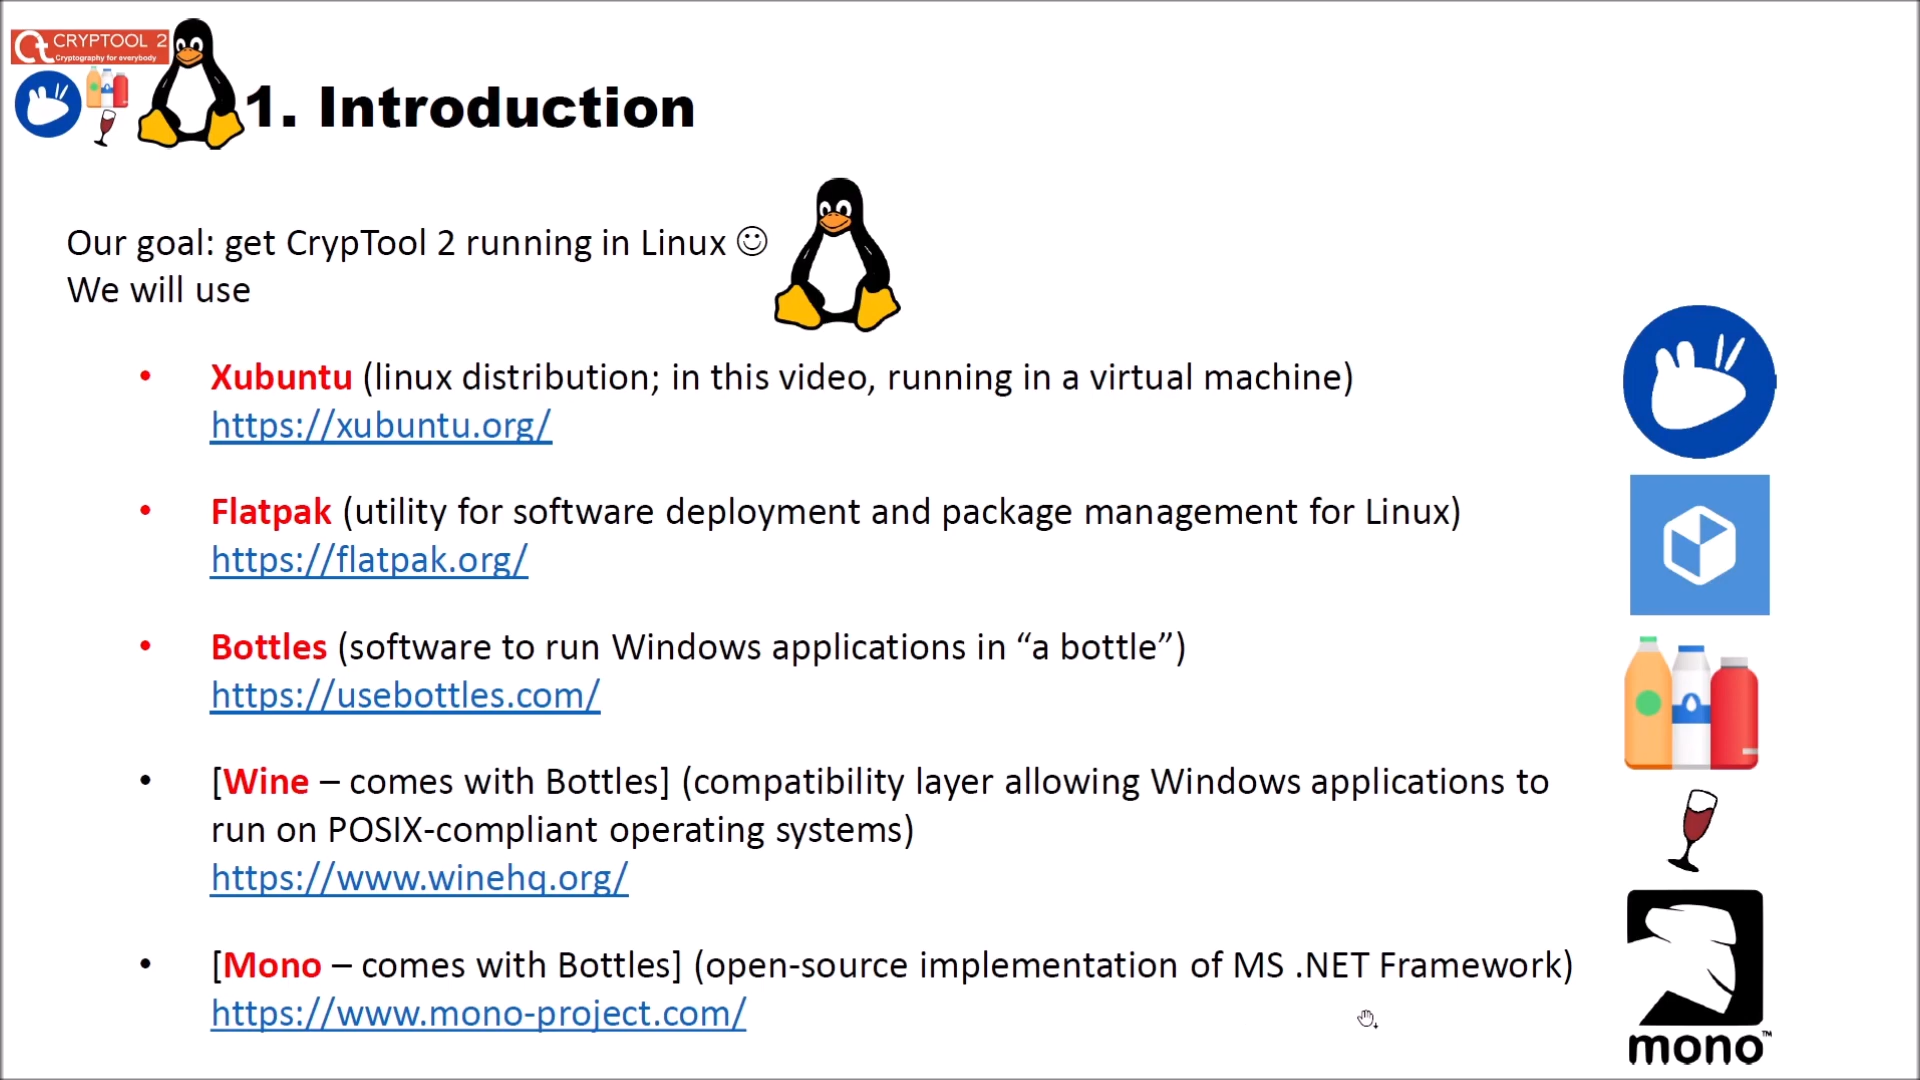 CRYPTOOL 2
Cryptography for everybody
1. Introduction
Our goal: get CrypTool 2 running in Linux ☺
We will use
• Xubuntu (linux distribution; in this video, running in a virtual machine)
https://xubuntu.org/
• Flatpak (utility for software deployment and package management for Linux)
https://flatpak.org/
• Bottles (software to run Windows applications in “a bottle”)
https://usebottles.com/
• [Wine – comes with Bottles] (compatibility layer allowing Windows applications to
run on POSIX-compliant operating systems)
https://www.winehq.org/
• [Mono – comes with Bottles] (open-source implementation of MS .NET Framework)
https://www.mono-project.com/
mono™